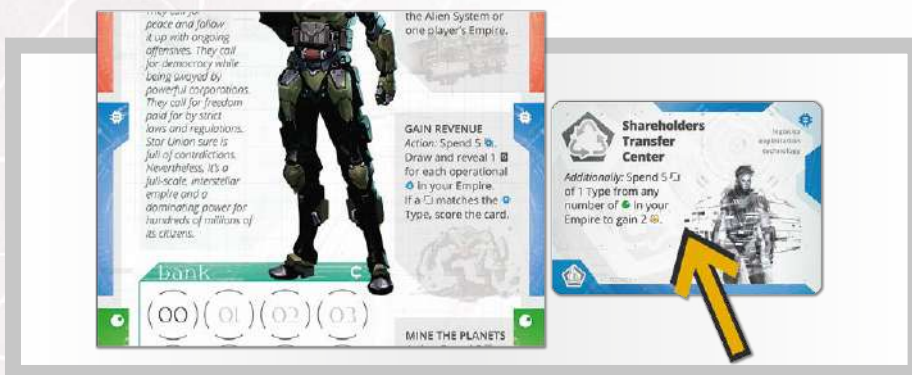 peace and follow
it up with ongoing
offensives. They call
for democracy while
being swayed by
powerful corporations.
They call for freedom
paid for by strict
laws and regulations.
Star Union sure is
full of contrdictions.
Nevertheless, it's a
full-scale, interstellar
empire and a
dominating power for
hundreds of millions of
its citizens.
bank
00 01 02 03
the Alien System or
one player's Empire.
GAIN REVENUE
Action: Spend 5
Draw and reveal 1
for each operational
in your Empire.
If a matches the
Type, score the card.
MINE THE PLANETS
Shareholders
Transfer
Center
logistics
exploitation
technology
Additionally: Spend 5
of 1 Type from any
number of in your
Empire to gain 2